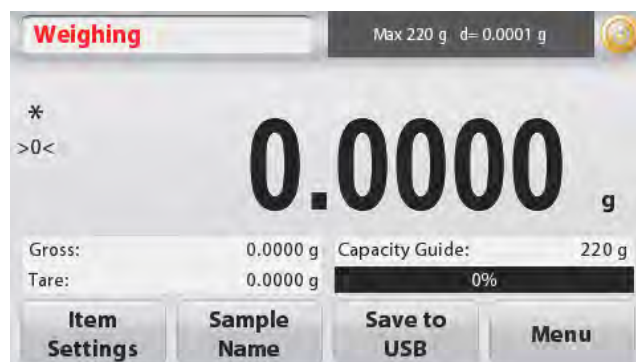 Weighing
Max 220 g d= 0.0001 g
*
>0<
0.0000 g
Gross: 0.0000 g Capacity Guide: 220 g
Tare: 0.0000 g 0%
Item Settings
Sample Name
Save to USB
Menu